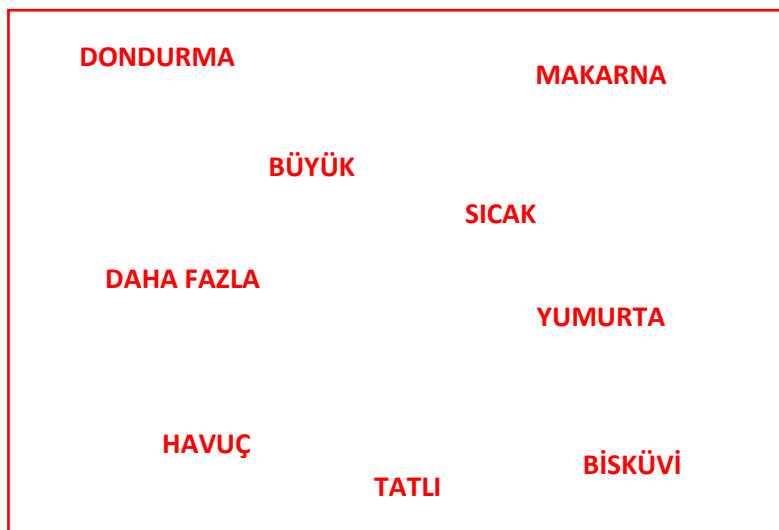 DONDURMA
MAKARNA
BÜYÜK
SICAK
DAHA FAZLA
YUMURTA
HAVUÇ
BİSKÜVİ
TATLI